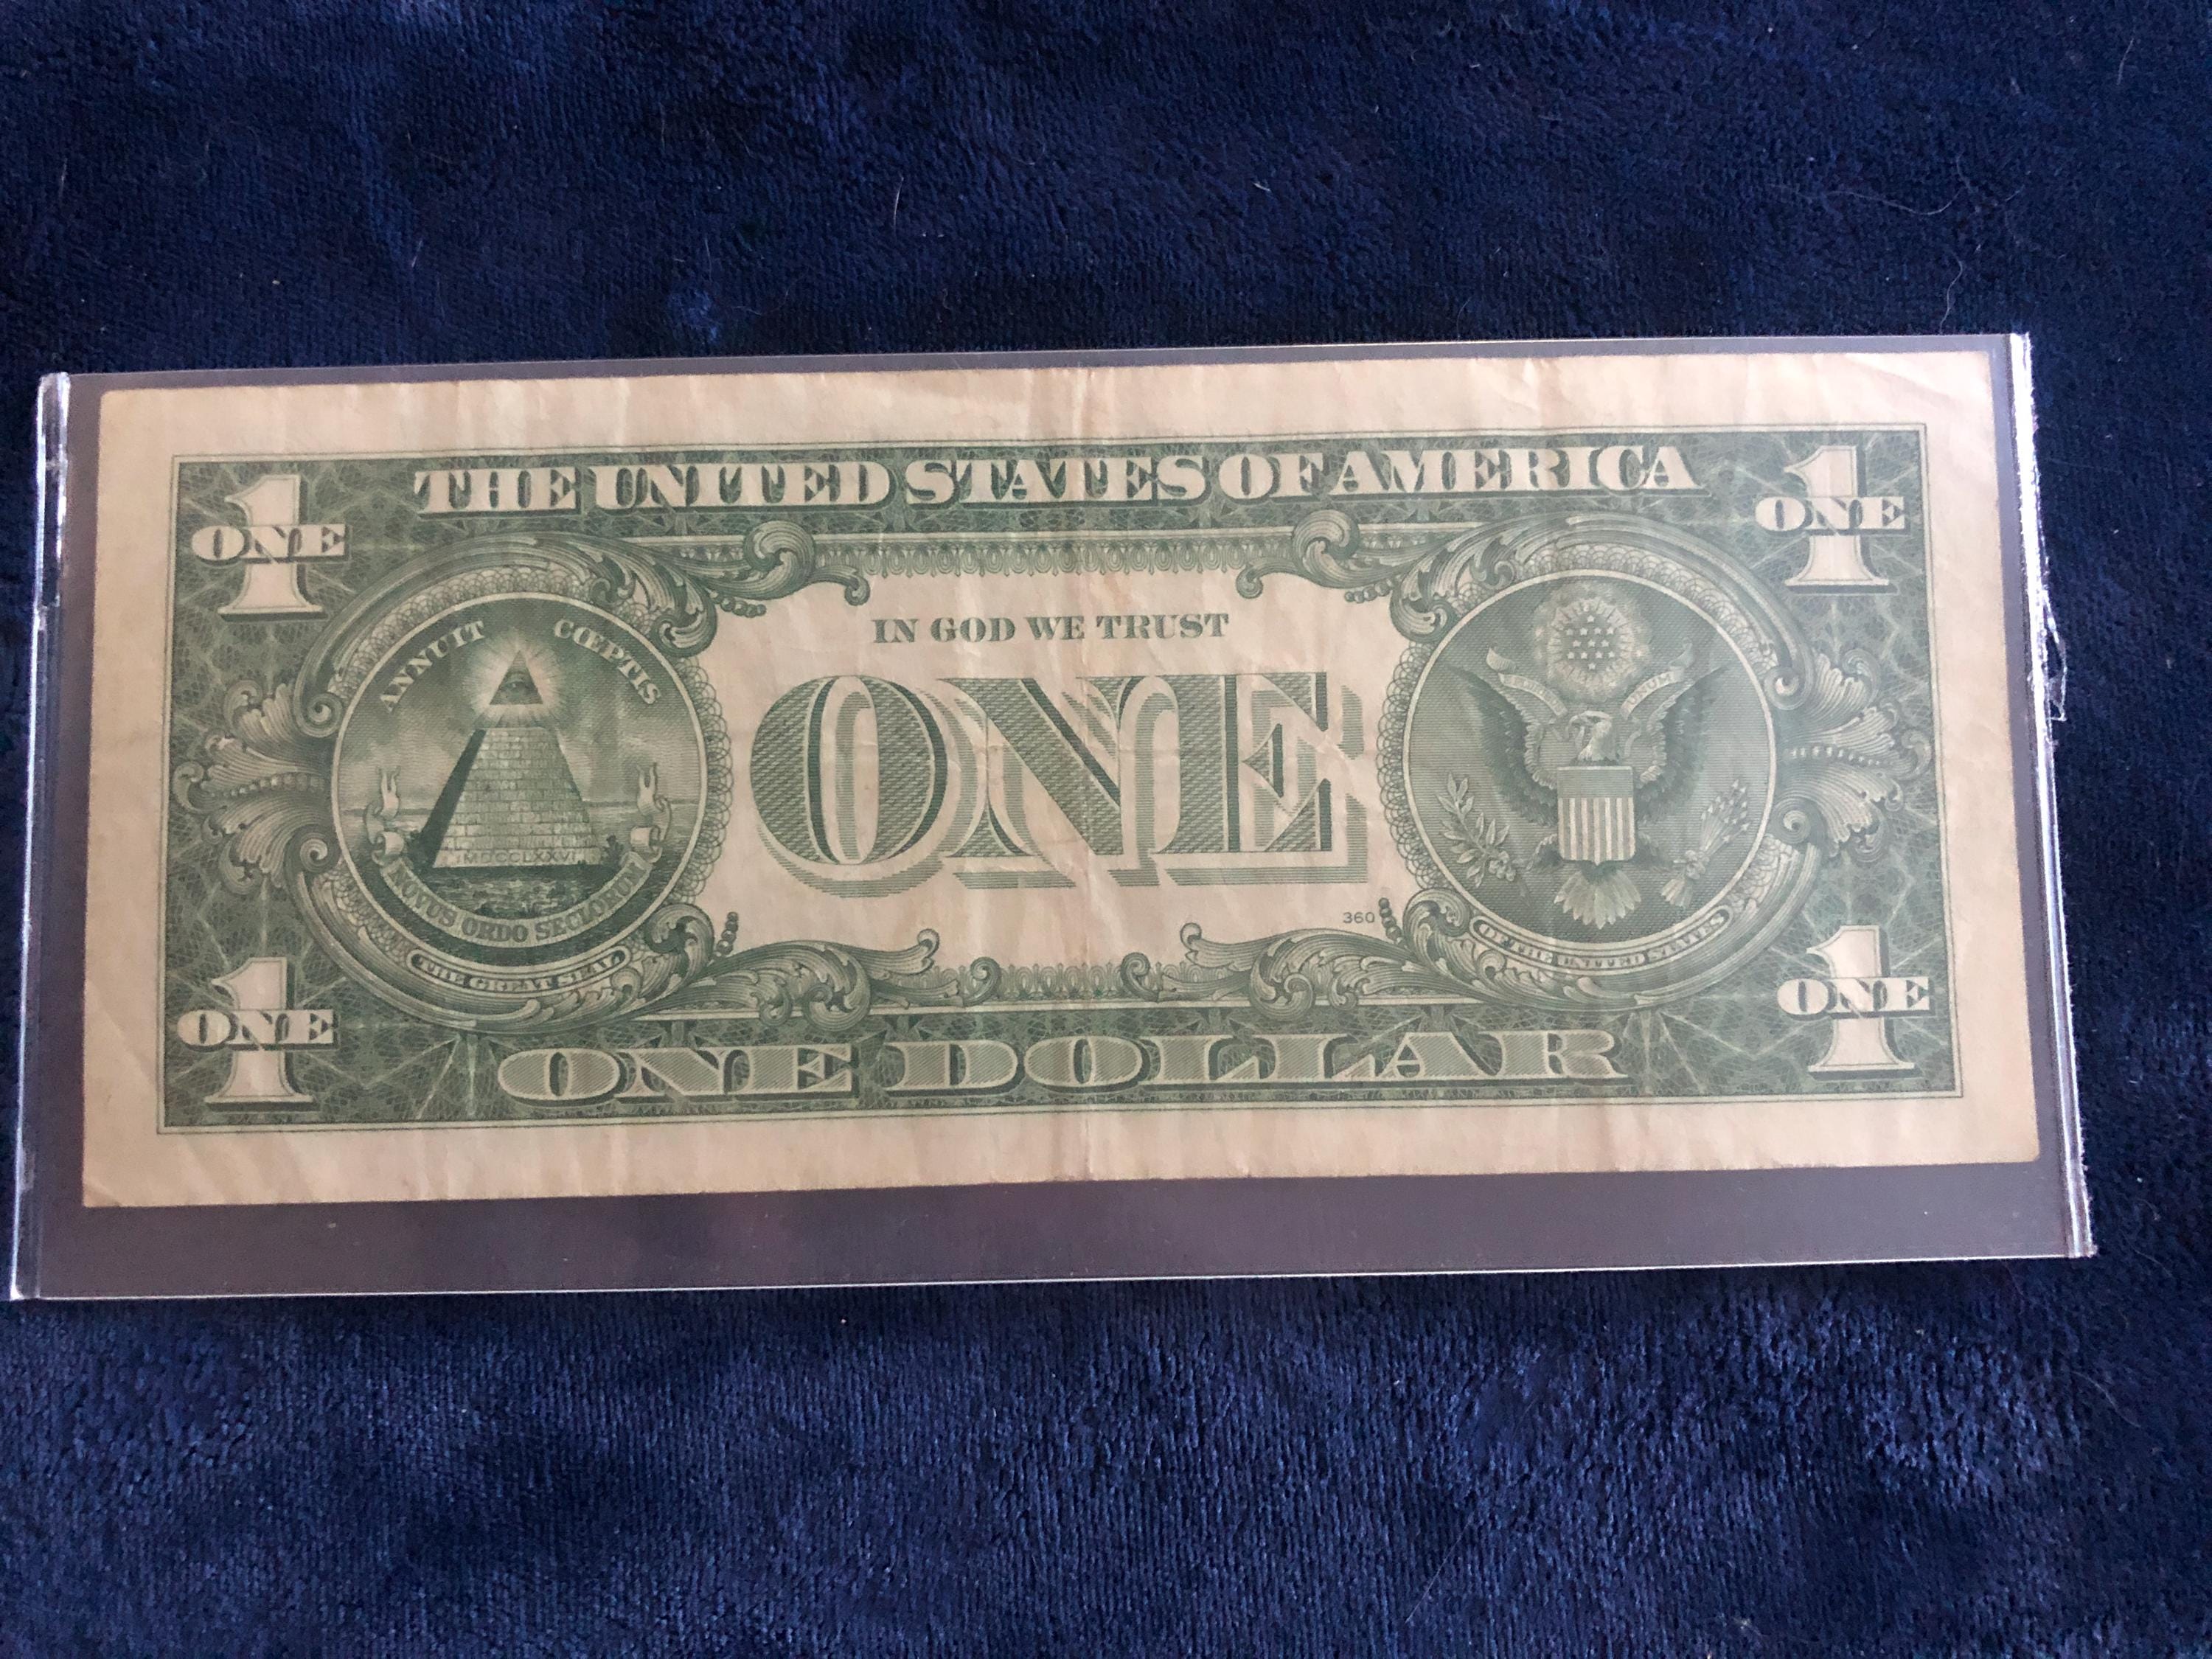 THE UNITED STATES OF AMERICA
1
ONE
1
ONE
ANNUIT CŒPTIS
MDCCLXXVI
NOVUS ORDO SECLORUM
THE GREAT SEAL
IN GOD WE TRUST
ONE
360
OF THE UNITED STATES
1
ONE
1
ONE
ONE DOLLAR